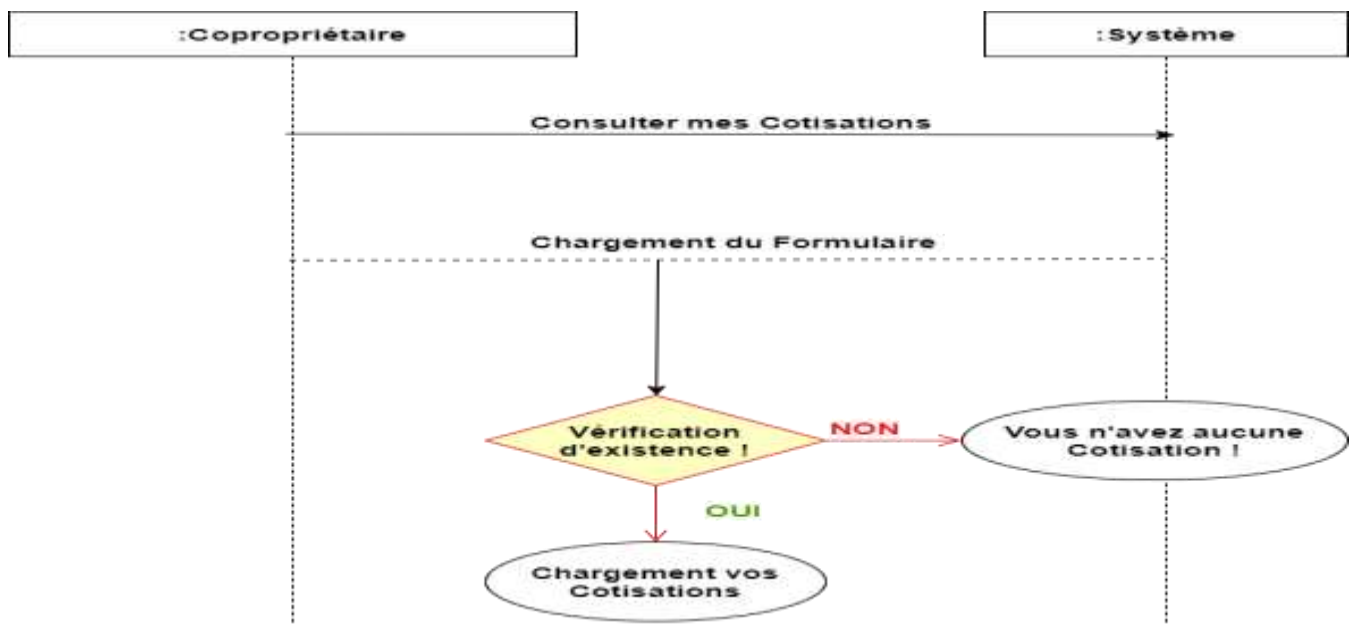 :Copropriétaire
:Système
Consulter mes Cotisations
Chargement du Formulaire
Vérification
d'existence !
NON
Vous n'avez aucune
Cotisation !
OUI
Chargement vos
Cotisations